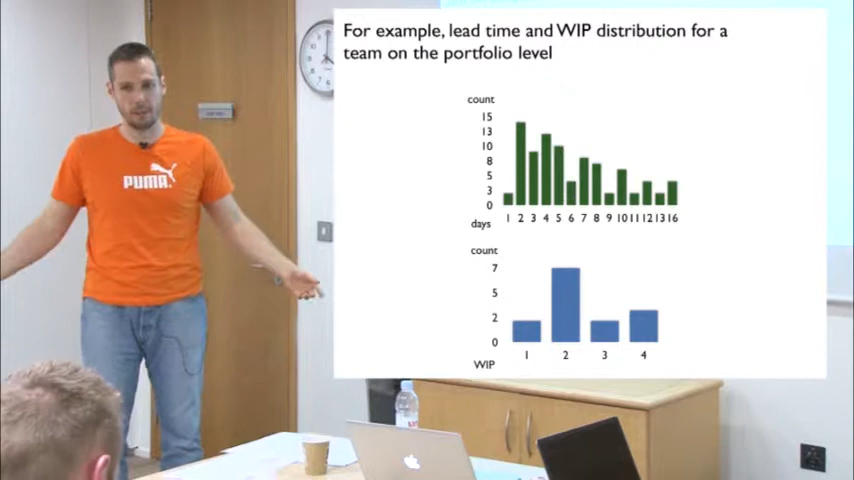 For example, lead time and WIP distribution for a
team on the portfolio level
count
15
13
10
8
5
3
0
days 1 2 3 4 5 6 7 8 9 10 11 12 13 16
count
7
5
2
0
1 2 3 4
WIP
PUMA